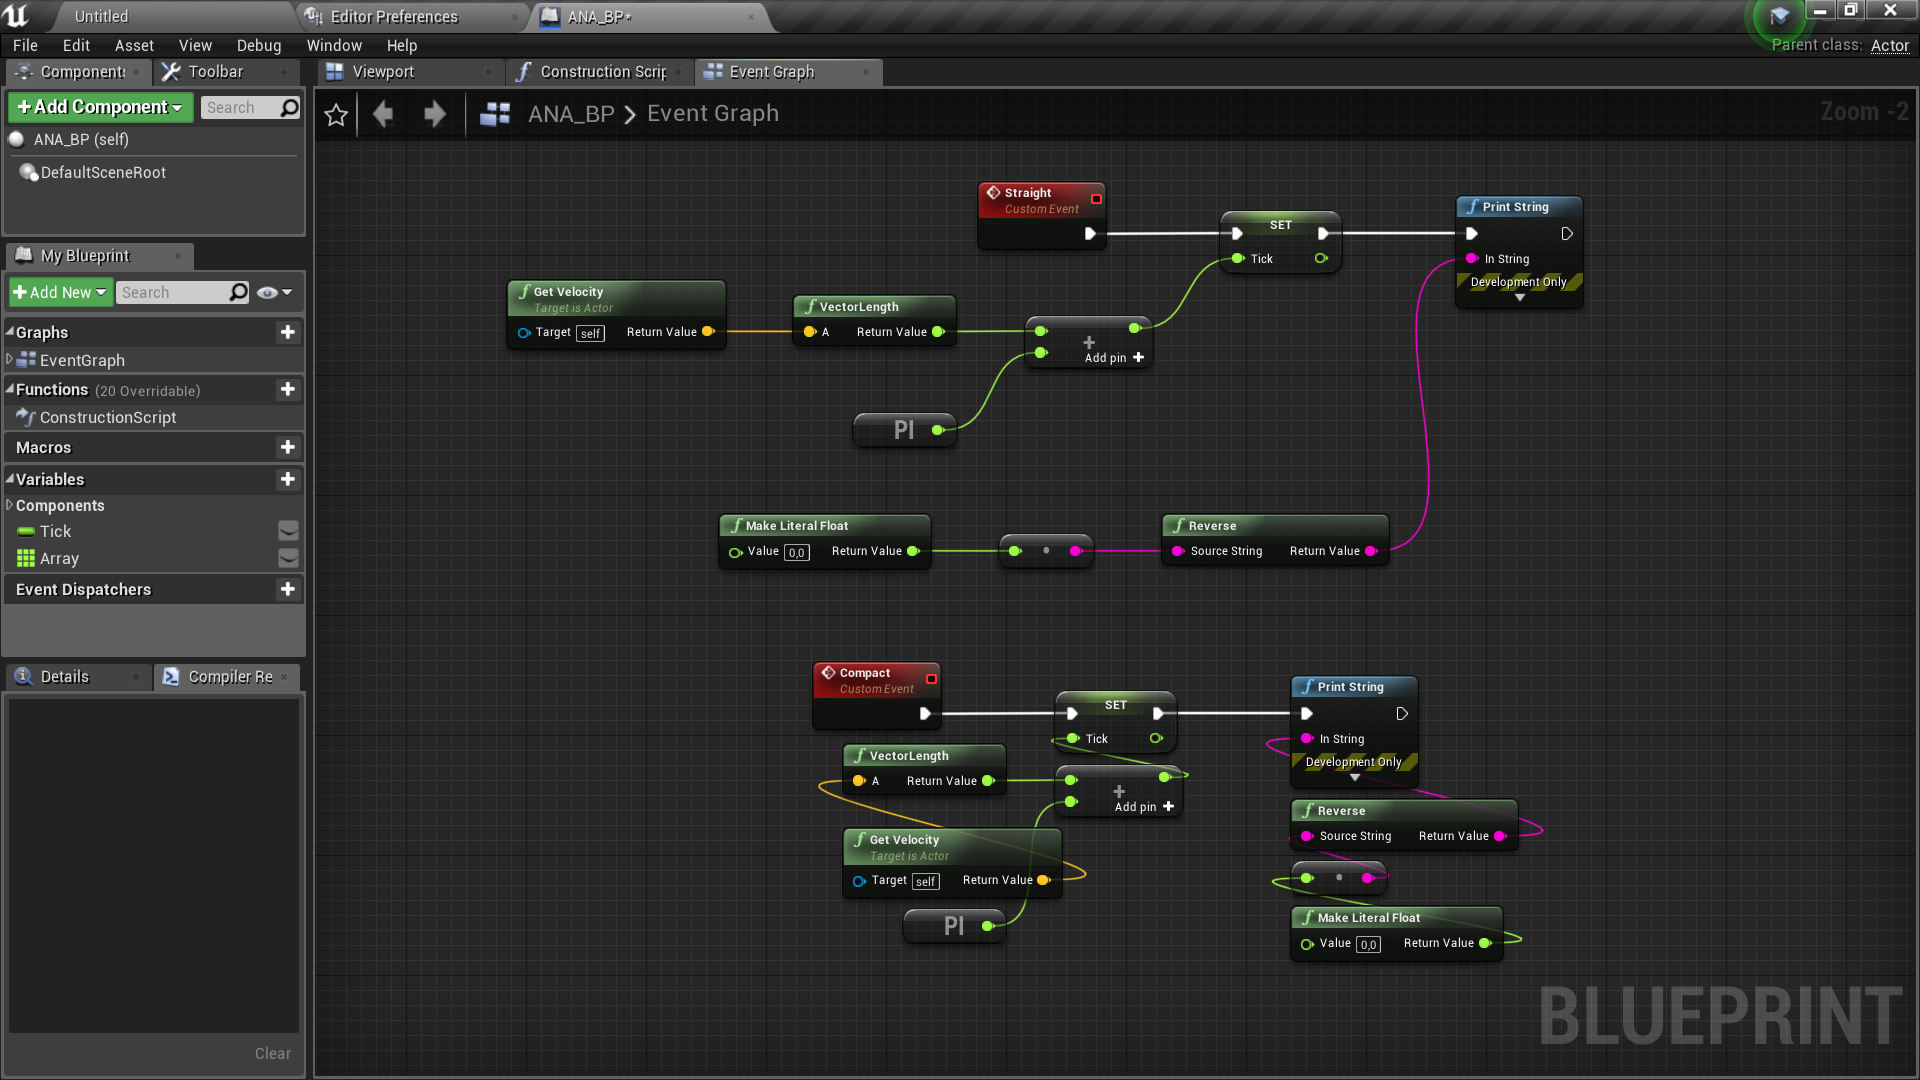 Untitled
Editor Preferences
ANA_BP*
File Edit Asset View Debug Window Help
Parent class: Actor
Component
Toolbar
Viewport
Construction Scrip
Event Graph
Add Component
Search
ANA_BP > Event Graph
Zoom -2
ANA_BP (self)
DefaultSceneRoot
My Blueprint
Add New
Search
Graphs
EventGraph
Functions (20 Overridable)
ConstructionScript
Macros
Variables
Components
Tick
Array
Event Dispatchers
Details
Compiler Re
Clear
Straight
Custom Event
SET
Tick
Print String
In String
Development Only
Get Velocity
Target is Actor
Target self Return Value
VectorLength
A Return Value
+
Add pin +
PI
Make Literal Float
Value 0,0 Return Value
Reverse
Source String Return Value
Compact
Custom Event
SET
Tick
Print String
In String
Development Only
VectorLength
A Return Value
+
Add pin +
Get Velocity
Target is Actor
Target self Return Value
PI
Reverse
Source String Return Value
Make Literal Float
Value 0,0 Return Value
BLUEPRINT